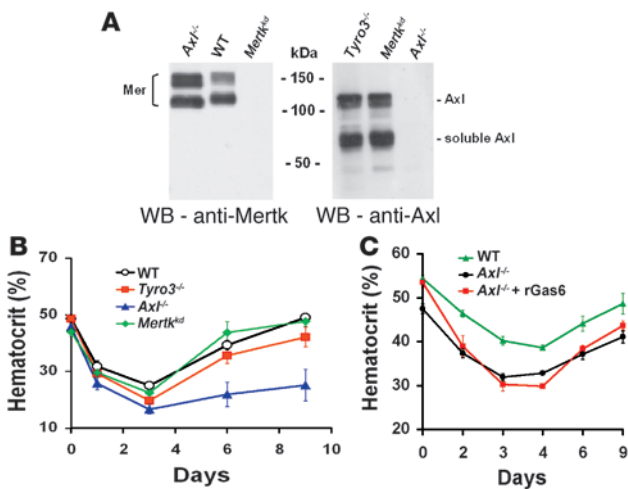 A
Axl-/-
WT
Mertkkd
kDa
Tyro3-/-
Mertkkd
Axl-/-
Mer
- 150 -
- 100 -
- 50 -
- Axl
- soluble Axl
WB - anti-Mertk
WB - anti-Axl
B
Hematocrit (%)
70
50
30
10
WT
Tyro3-/-
Axl-/-
Mertkkd
0 2 4 6 8 10
Days
C
Hematocrit (%)
60
50
40
30
20
WT
Axl-/-
Axl-/- + rGas6
0 2 3 4 6 9
Days